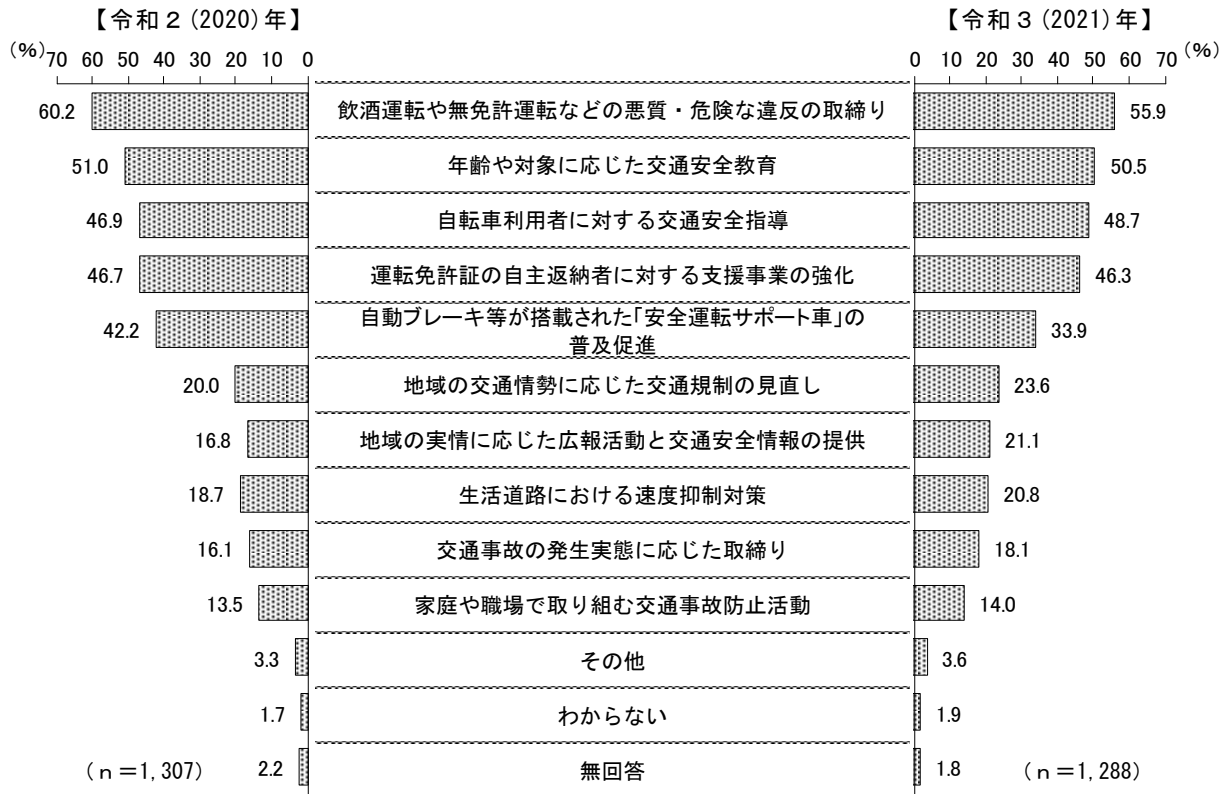 【令和２(2020)年】 【令和３(2021)年】
(%) 70 60 50 40 30 20 10 0 0 10 20 30 40 50 60 70 (%)
60.2 飲酒運転や無免許運転などの悪質・危険な違反の取締り 55.9
51.0 年齢や対象に応じた交通安全教育 50.5
46.9 自転車利用者に対する交通安全指導 48.7
46.7 運転免許証の自主返納者に対する支援事業の強化 46.3
42.2 自動ブレーキ等が搭載された「安全運転サポート車」の 33.9
普及促進
20.0 地域の交通情勢に応じた交通規制の見直し 23.6
16.8 地域の実情に応じた広報活動と交通安全情報の提供 21.1
18.7 生活道路における速度抑制対策 20.8
16.1 交通事故の発生実態に応じた取締り 18.1
13.5 家庭や職場で取り組む交通事故防止活動 14.0
3.3 その他 3.6
1.7 わからない 1.9
(ｎ＝1,307) 2.2 無回答 1.8 (ｎ＝1,288)